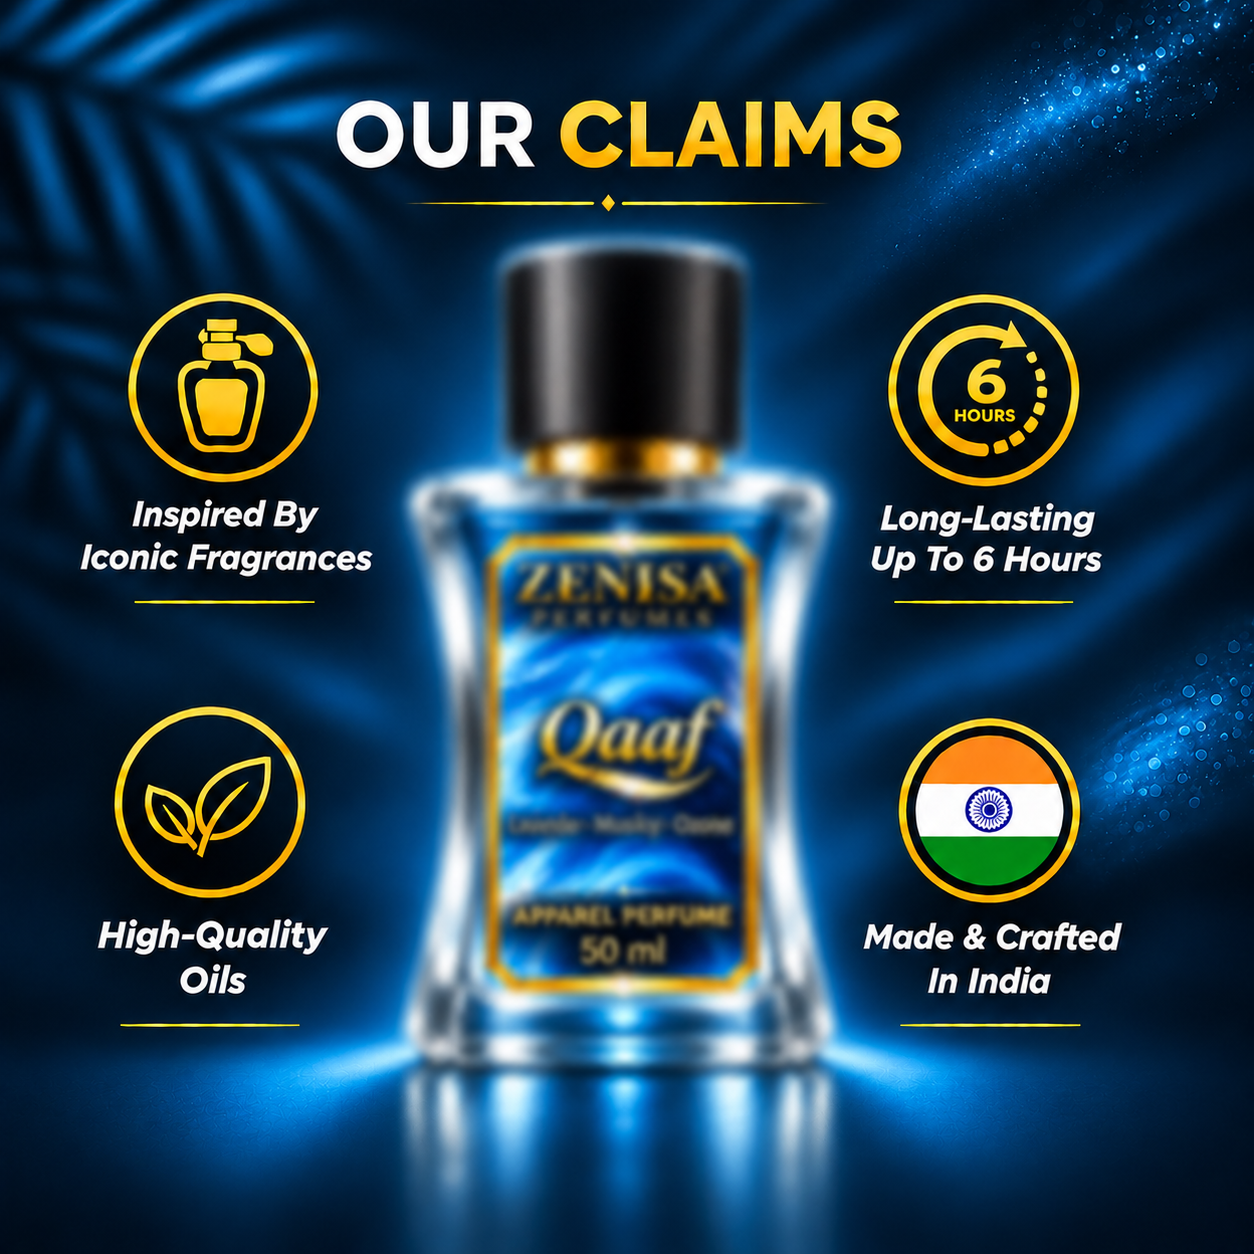 OUR CLAIMS
Inspired By
Iconic Fragrances
6
HOURS
Long-Lasting
Up To 6 Hours
ZENISA
PERFUMES
Qaaf
Musky
APPAREL PERFUME
50 ml
High-Quality
Oils
Made & Crafted
In India